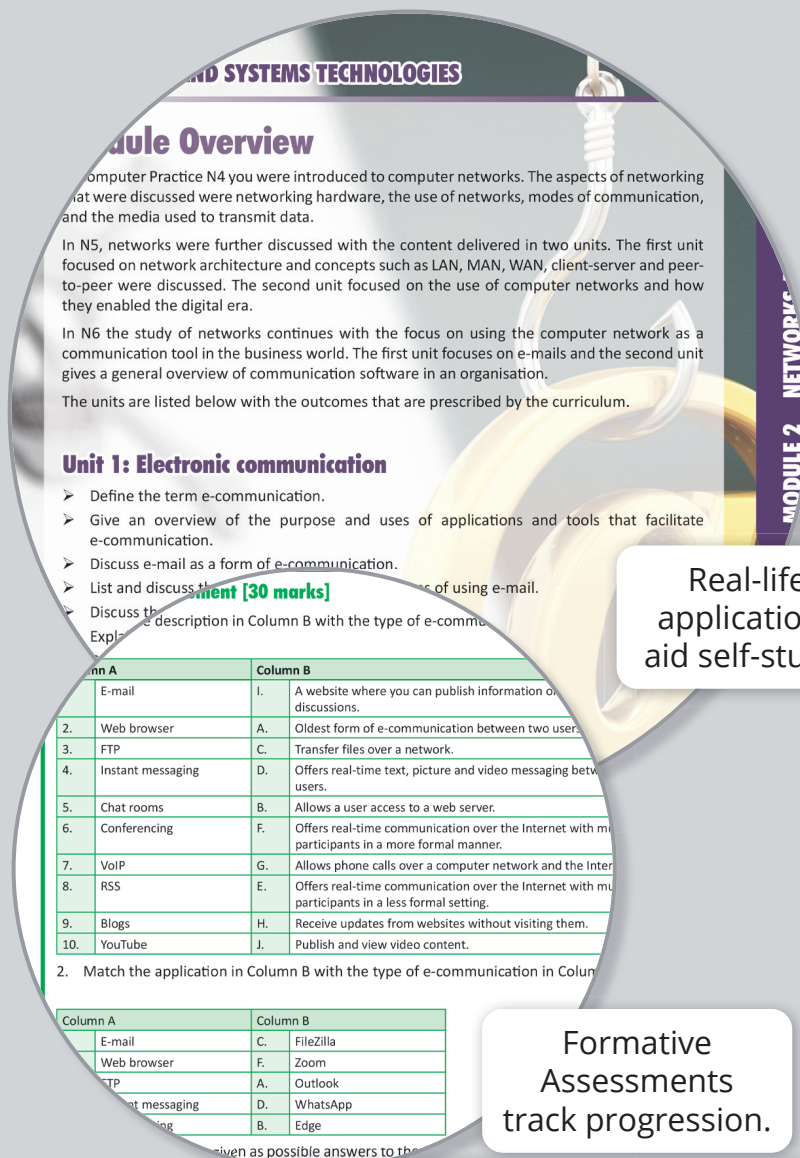 ND SYSTEMS TECHNOLOGIES
Overview
omputer Practice N4 you were introduced to computer networks. The aspects of networking
were discussed were networking hardware, the use of networks, modes of communication,
and the media used to transmit data.
In N5, networks were further discussed with the content delivered in two units. The first unit
focused on network architecture and concepts such as LAN, MAN, WAN, client-server and peer-
to-peer were discussed. The second unit focused on the use of computer networks and how
they enabled the digital era.
In N6 the study of networks continues with the focus on using the computer network as a
communication tool in the business world. The first unit focuses on e-mails and the second unit
gives a general overview of communication software in an organisation.
The units are listed below with the outcomes that are prescribed by the curriculum.
Unit 1: Electronic communication
➢ Define the term e-communication.
➢ Give an overview of the purpose and uses of applications and tools that facilitate
e-communication.
➢ Discuss e-mail as a form of e-communication.
➢ List and discuss of using e-mail.
➢ Discuss
MODULE 2 NETWORKS
Real-life
applicatio
aid self-stu
ment [30 marks]
description in Column B with the type of e-commu
nn A Column B
E-mail I. A website where you can publish information
discussions.
2. Web browser A. Oldest form of e-communication between two users
3. FTP C. Transfer files over a network.
4. Instant messaging D. Offers real-time text, picture and video messaging betw
users.
5. Chat rooms B. Allows a user access to a web server.
6. Conferencing F. Offers real-time communication over the Internet with mu
participants in a more formal manner.
7. VoIP G. Allows phone calls over a computer network and the Inter
8. RSS E. Offers real-time communication over the Internet with mu
participants in a less formal setting.
9. Blogs H. Receive updates from websites without visiting them.
10. YouTube J. Publish and view video content.
2. Match the application in Column B with the type of e-communication in Colum
Column A Column B
E-mail C. FileZilla
Web browser F. Zoom
FTP A. Outlook
nt messaging D. WhatsApp
ing B. Edge
given as possible answers to the
Formative
Assessments
track progression.